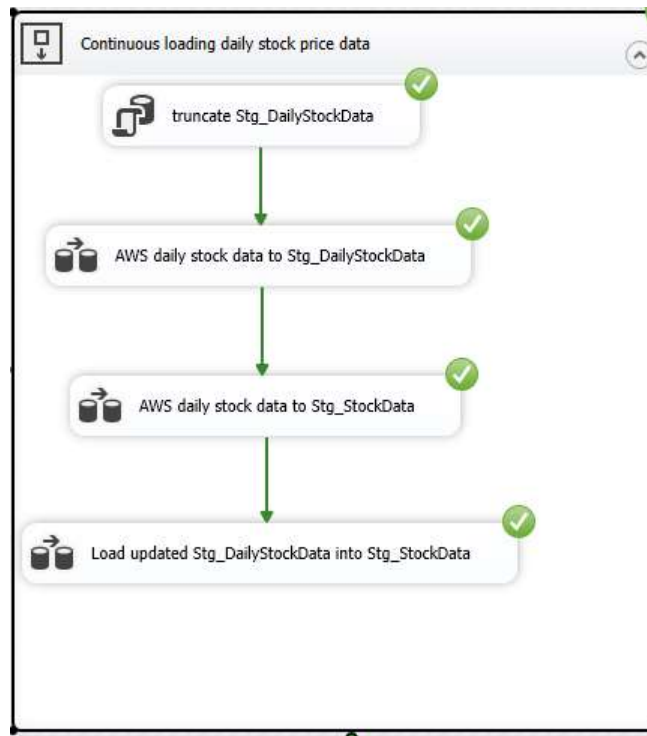 Continuous loading daily stock price data
truncate Stg_DailyStockData
AWS daily stock data to Stg_DailyStockData
AWS daily stock data to Stg_StockData
Load updated Stg_DailyStockData into Stg_StockData